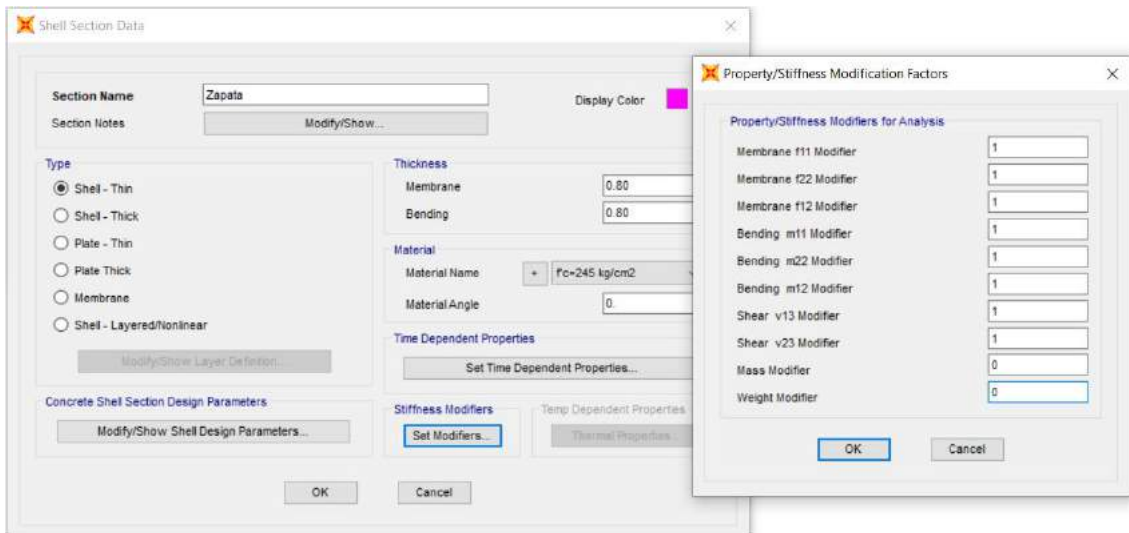 Shell Section Data
Section Name Zapata Display Color
Section Notes Modify/Show...
Type
Shell - Thin
Shell - Thick
Plate - Thin
Plate Thick
Membrane
Shell - Layered/Nonlinear
Modify/Show Layer Definition...
Concrete Shell Section Design Parameters
Modify/Show Shell Design Parameters...
Thickness
Membrane 0.80
Bending 0.80
Material
Material Name + f'c=245 kg/cm2
Material Angle 0.
Time Dependent Properties
Set Time Dependent Properties...
Stiffness Modifiers
Set Modifiers...
Temp Dependent Properties
Thermal Properties...
OK Cancel
Property/Stiffness Modification Factors
Property/Stiffness Modifiers for Analysis
Membrane f11 Modifier 1
Membrane f22 Modifier 1
Membrane f12 Modifier 1
Bending m11 Modifier 1
Bending m22 Modifier 1
Bending m12 Modifier 1
Shear v13 Modifier 1
Shear v23 Modifier 1
Mass Modifier 0
Weight Modifier 0
OK Cancel